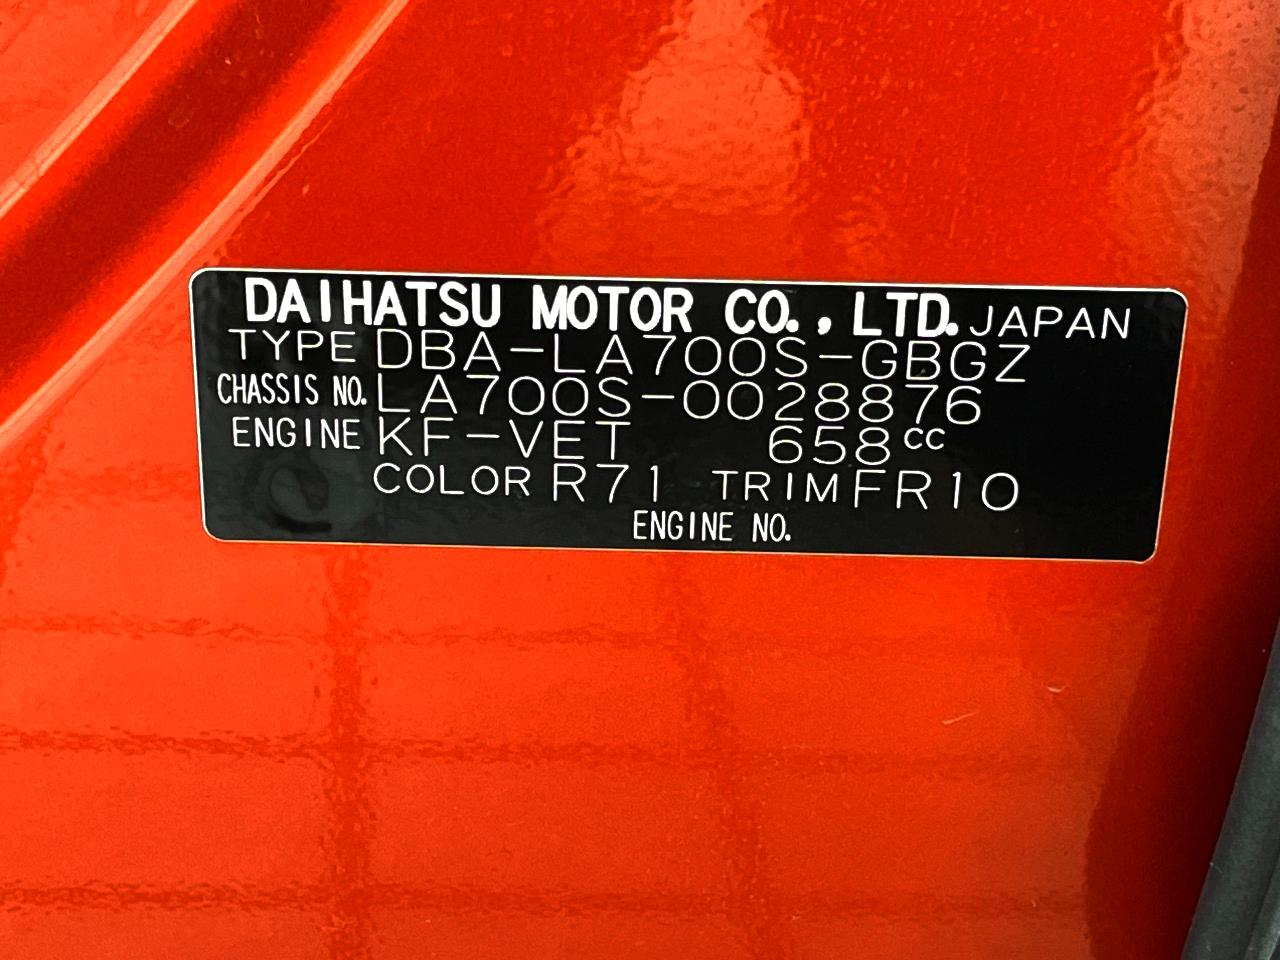 DAIHATSU MOTOR CO., LTD. JAPAN
TYPE DBA-LA700S-GBGZ
CHASSIS NO. LA700S-0028876
ENGINE KF-VET 658cc
COLOR R71 TRIM FR10
ENGINE NO.